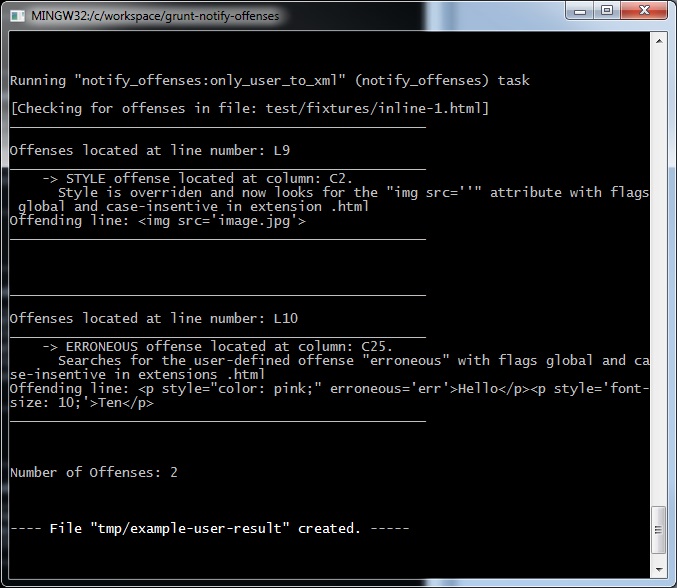 MINGW32:/c/workspace/grunt-notify-offenses
Running "notify_offenses:only_user_to_xml" (notify_offenses) task
[Checking for offenses in file: test/fixtures/inline-1.html]
Offenses located at line number: L9
-> STYLE offense located at column: C2.
Style is overriden and now looks for the "img src=''" attribute with flags
global and case-insentive in extension .html
Offending line: <img src='image.jpg'>
Offenses located at line number: L10
-> ERRONEOUS offense located at column: C25.
Searches for the user-defined offense "erroneous" with flags global and ca
se-insentive in extensions .html
Offending line: <p style="color: pink;" erroneous='err'>Hello</p><p style='font-
size: 10;'>Ten</p>
Number of Offenses: 2
---- File "tmp/example-user-result" created. -----